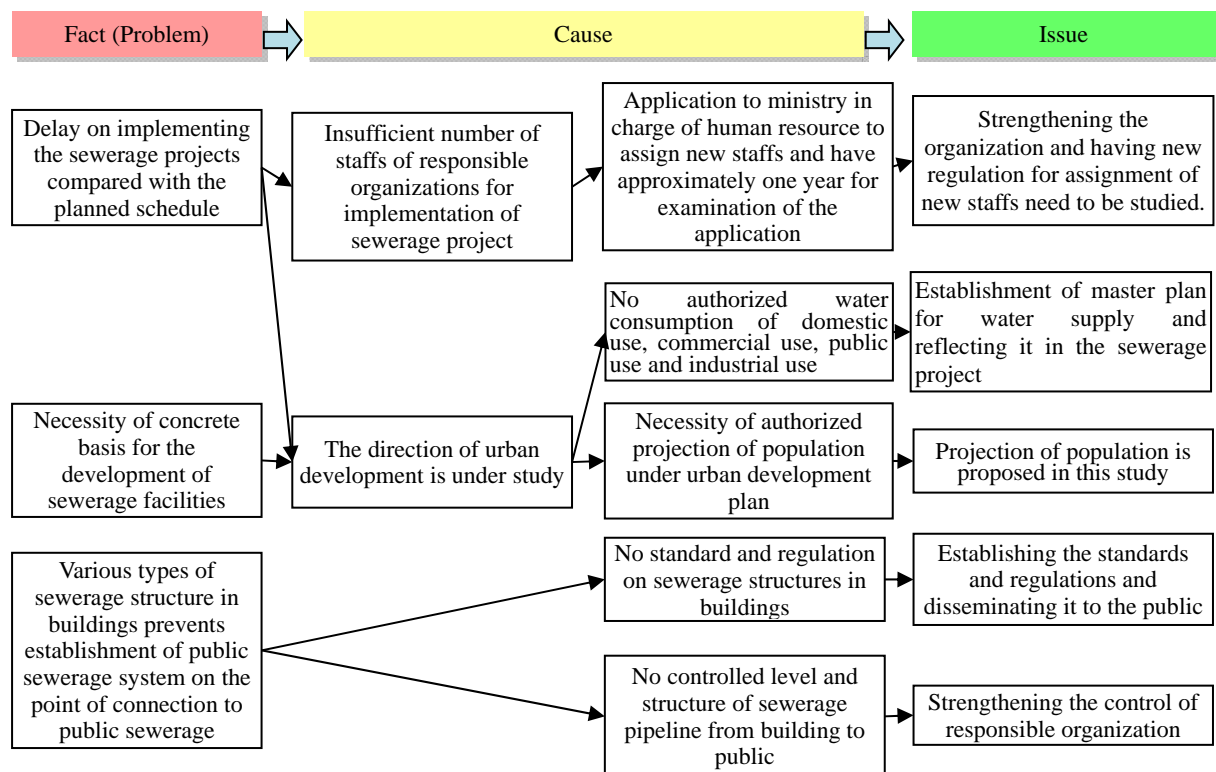 Fact (Problem)
Cause
Issue
Delay on implementing
the sewerage projects
compared with the
planned schedule
Insufficient number of
staffs of responsible
organizations for
implementation of
sewerage project
Application to ministry in
charge of human resource to
assign new staffs and have
approximately one year for
examination of the
application
Strengthening the
organization and having new
regulation for assignment of
new staffs need to be studied.
No authorized water
consumption of domestic
use, commercial use, public
use and industrial use
Establishment of master plan
for water supply and
reflecting it in the sewerage
project
Necessity of concrete
basis for the
development of
sewerage facilities
The direction of urban
development is under study
Necessity of authorized
projection of population
under urban development
plan
Projection of population is
proposed in this study
Various types of
sewerage structure in
buildings prevents
establishment of public
sewerage system on the
point of connection to
public sewerage
No standard and regulation
on sewerage structures in
buildings
Establishing the standards
and regulations and
disseminating it to the public
No controlled level and
structure of sewerage
pipeline from building to
public
Strengthening the control of
responsible organization